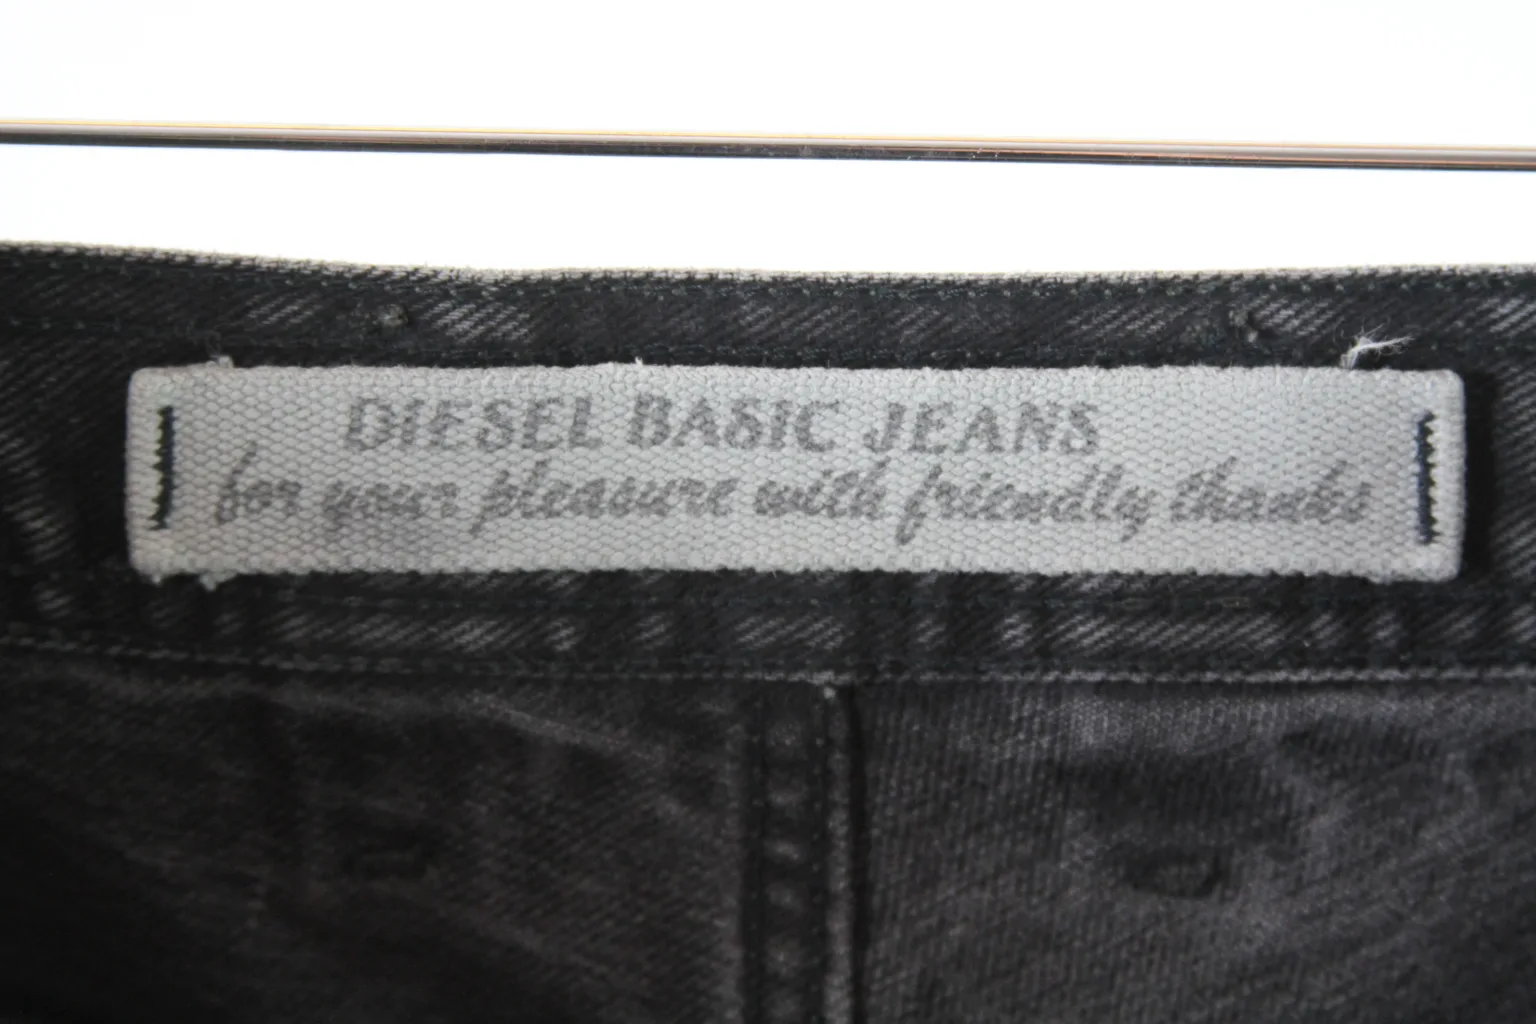 DIESEL BASIC JEANS
for your pleasure with friendly thanks